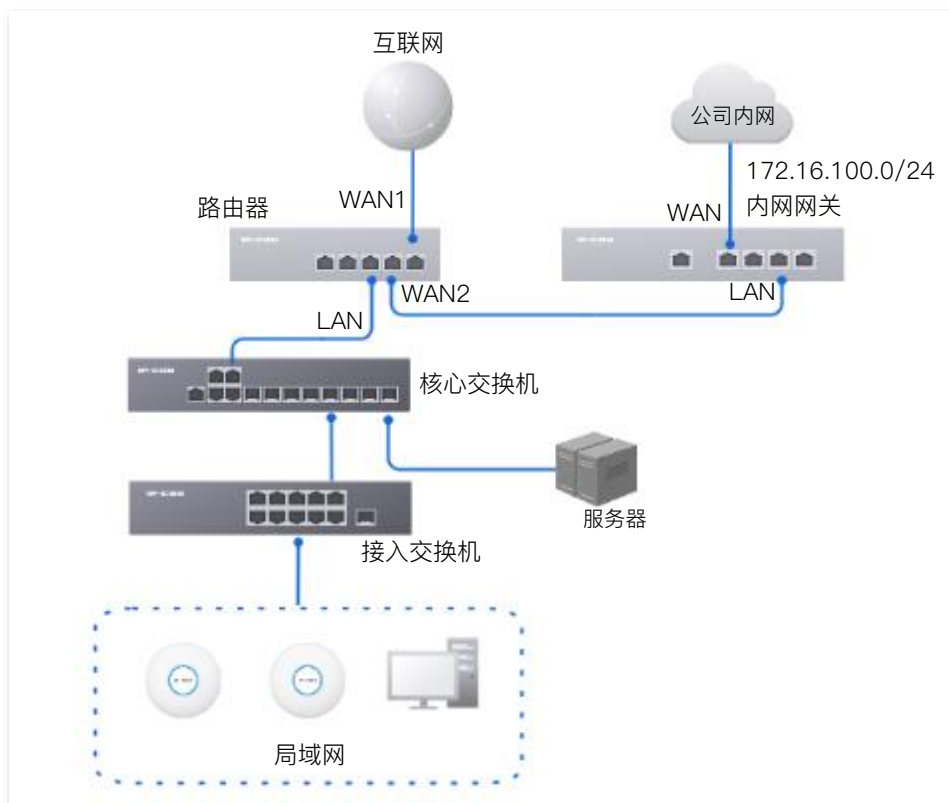 互联网
公司内网
172.16.100.0/24
内网网关
WAN1
WAN
路由器
WAN2
LAN
LAN
核心交换机
服务器
接入交换机
局域网